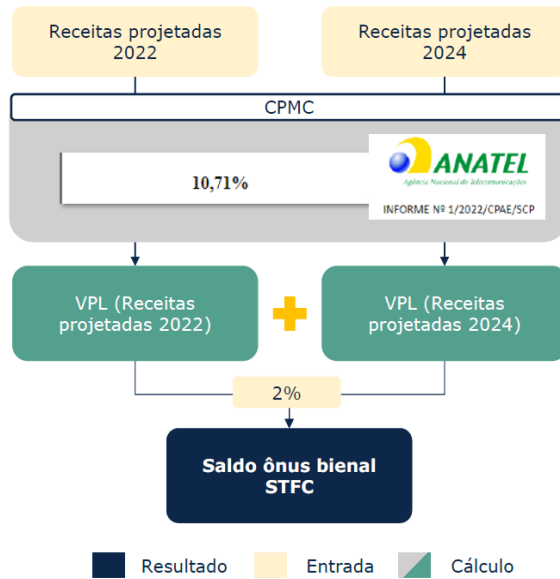 Receitas projetadas
2022
Receitas projetadas
2024
CPMC
10,71%
ANATEL
Agência Nacional de Telecomunicações
INFORME Nº 1/2022/CPAE/SCP
VPL (Receitas
projetadas 2022)
VPL (Receitas
projetadas 2024)
2%
Saldo ônus bienal
STFC
Resultado
Entrada
Cálculo